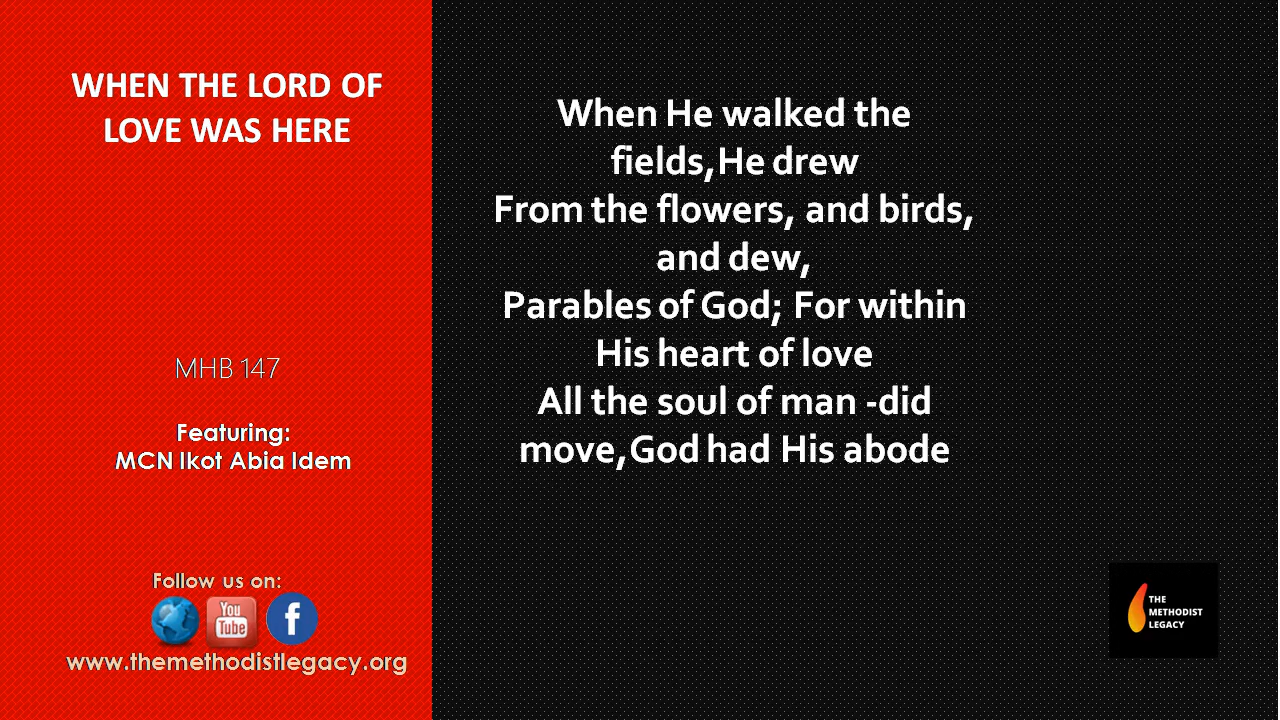 WHEN THE LORD OF
LOVE WAS HERE
MHB 147
Featuring:
MCN Ikot Abia Idem
Follow us on:
You
Tube
f
www.themethodistlegacy.org
When He walked the
fields,He drew
From the flowers, and birds,
and dew,
Parables of God; For within
His heart of love
All the soul of man -did
move,God had His abode
THE
METHODIST
LEGACY